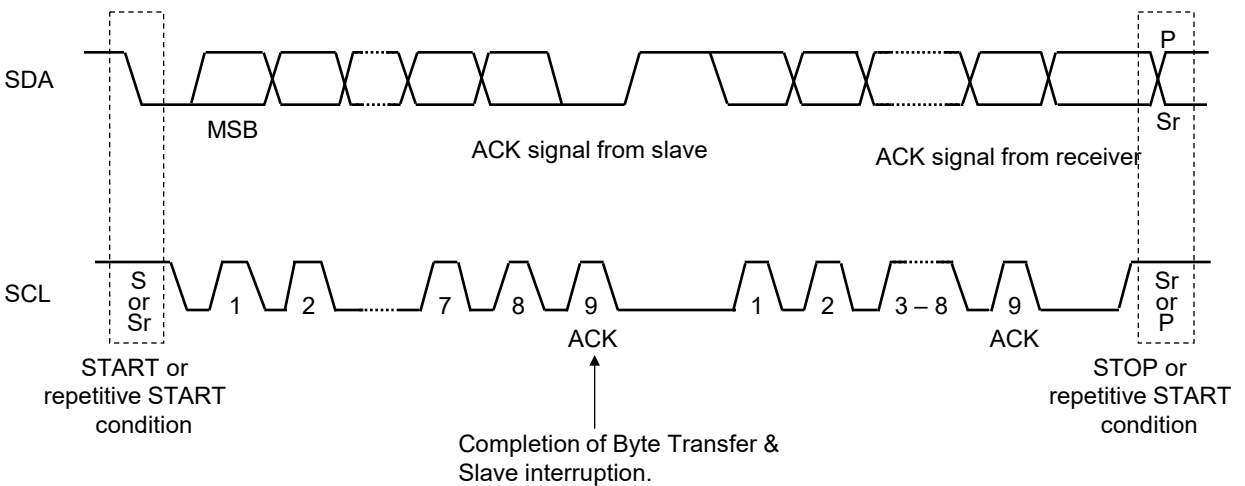 P
SDA
MSB
Sr
ACK signal from slave
ACK signal from receiver
SCL
S
or
Sr
1
2
7
8
9
1
2
3 – 8
9
Sr
or
P
ACK
ACK
START or
repetitive START
condition
STOP or
repetitive START
condition
Completion of Byte Transfer &
Slave interruption.